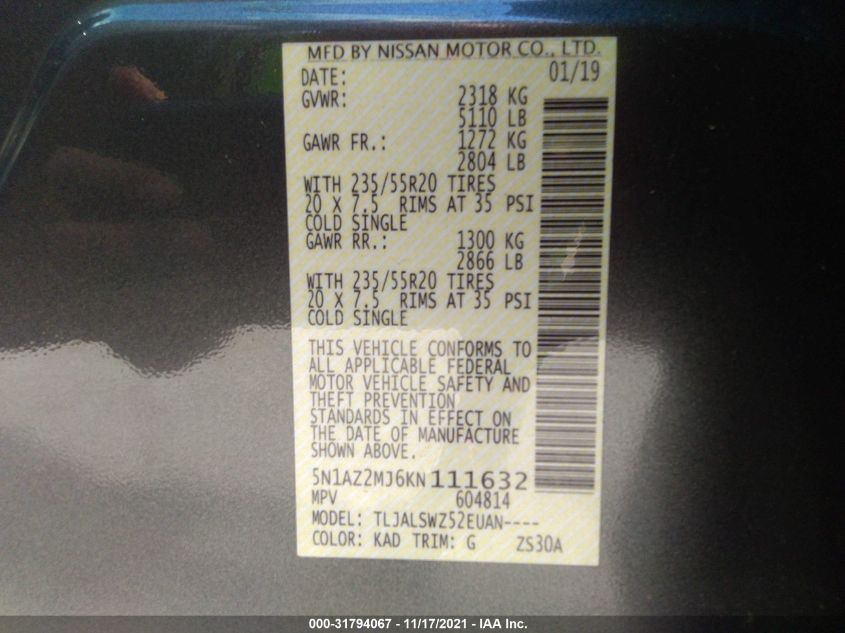 MFD BY NISSAN MOTOR CO., LTD.
DATE: 01/19
GVWR: 2318 KG
5110 LB
GAWR FR.: 1272 KG
2804 LB
WITH 235/55R20 TIRES
20 X 7.5 RIMS AT 35 PSI
COLD SINGLE
GAWR RR.: 1300 KG
2866 LB
WITH 235/55R20 TIRES
20 X 7.5 RIMS AT 35 PSI
COLD SINGLE
THIS VEHICLE CONFORMS TO
ALL APPLICABLE FEDERAL
MOTOR VEHICLE SAFETY AND
THEFT PREVENTION
STANDARDS IN EFFECT ON
THE DATE OF MANUFACTURE
SHOWN ABOVE.
5N1AZ2MJ6KN111632
MPV 604814
MODEL: TLJALSWZ52EUAN----
COLOR: KAD TRIM: G ZS30A
000-31794067 - 11/17/2021 - IAA Inc.